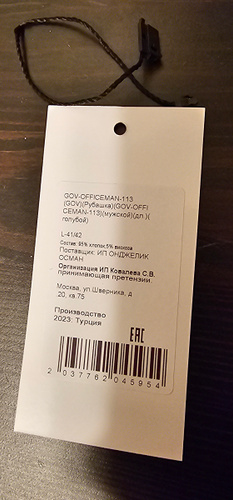 GOV-OFFICEMAN-113
(GOV)(Рубашка)(GOV-OFFI
CEMAN-113)(мужской)(дл.)(
голубой)
L-41/42
Состав: 95% хлопок,5% вискоза
Поставщик: ИП ОНДЖЕЛИК
ОСМАН
Организация ИП Ковалева С.В.
принимающая претензии:
Москва, ул.Шверника, д
.20, кв.75
Производство
2023 Турция
EAC
2 037762 045954